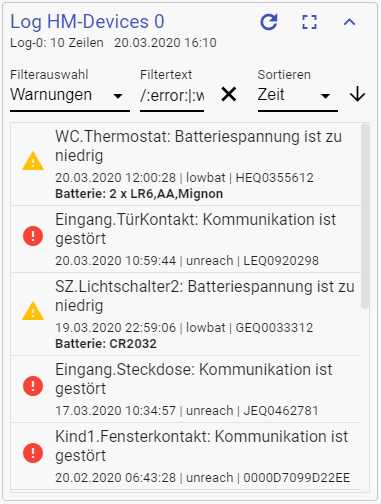 Log HM-Devices 0
Log-0: 10 Zeilen 20.03.2020 16:10
Filterauswahl Filtertext Sortieren
Warnungen /:error:|:w Zeit
WC.Thermostat: Batteriespannung ist zu
niedrig
20.03.2020 12:00:28 | lowbat | HEQ0355612
Batterie: 2 x LR6,AA,Mignon
Eingang.TürKontakt: Kommunikation ist
gestört
20.03.2020 10:59:44 | unreach | LEQ0920298
SZ.Lichtschalter2: Batteriespannung ist zu
niedrig
19.03.2020 22:59:06 | lowbat | GEQ0033312
Batterie: CR2032
Eingang.Steckdose: Kommunikation ist
gestört
17.03.2020 10:34:57 | unreach | JEQ0462781
Kind1.Fensterkontakt: Kommunikation ist
gestört
20.02.2020 06:43:28 | unreach | 0000D7099D22EE